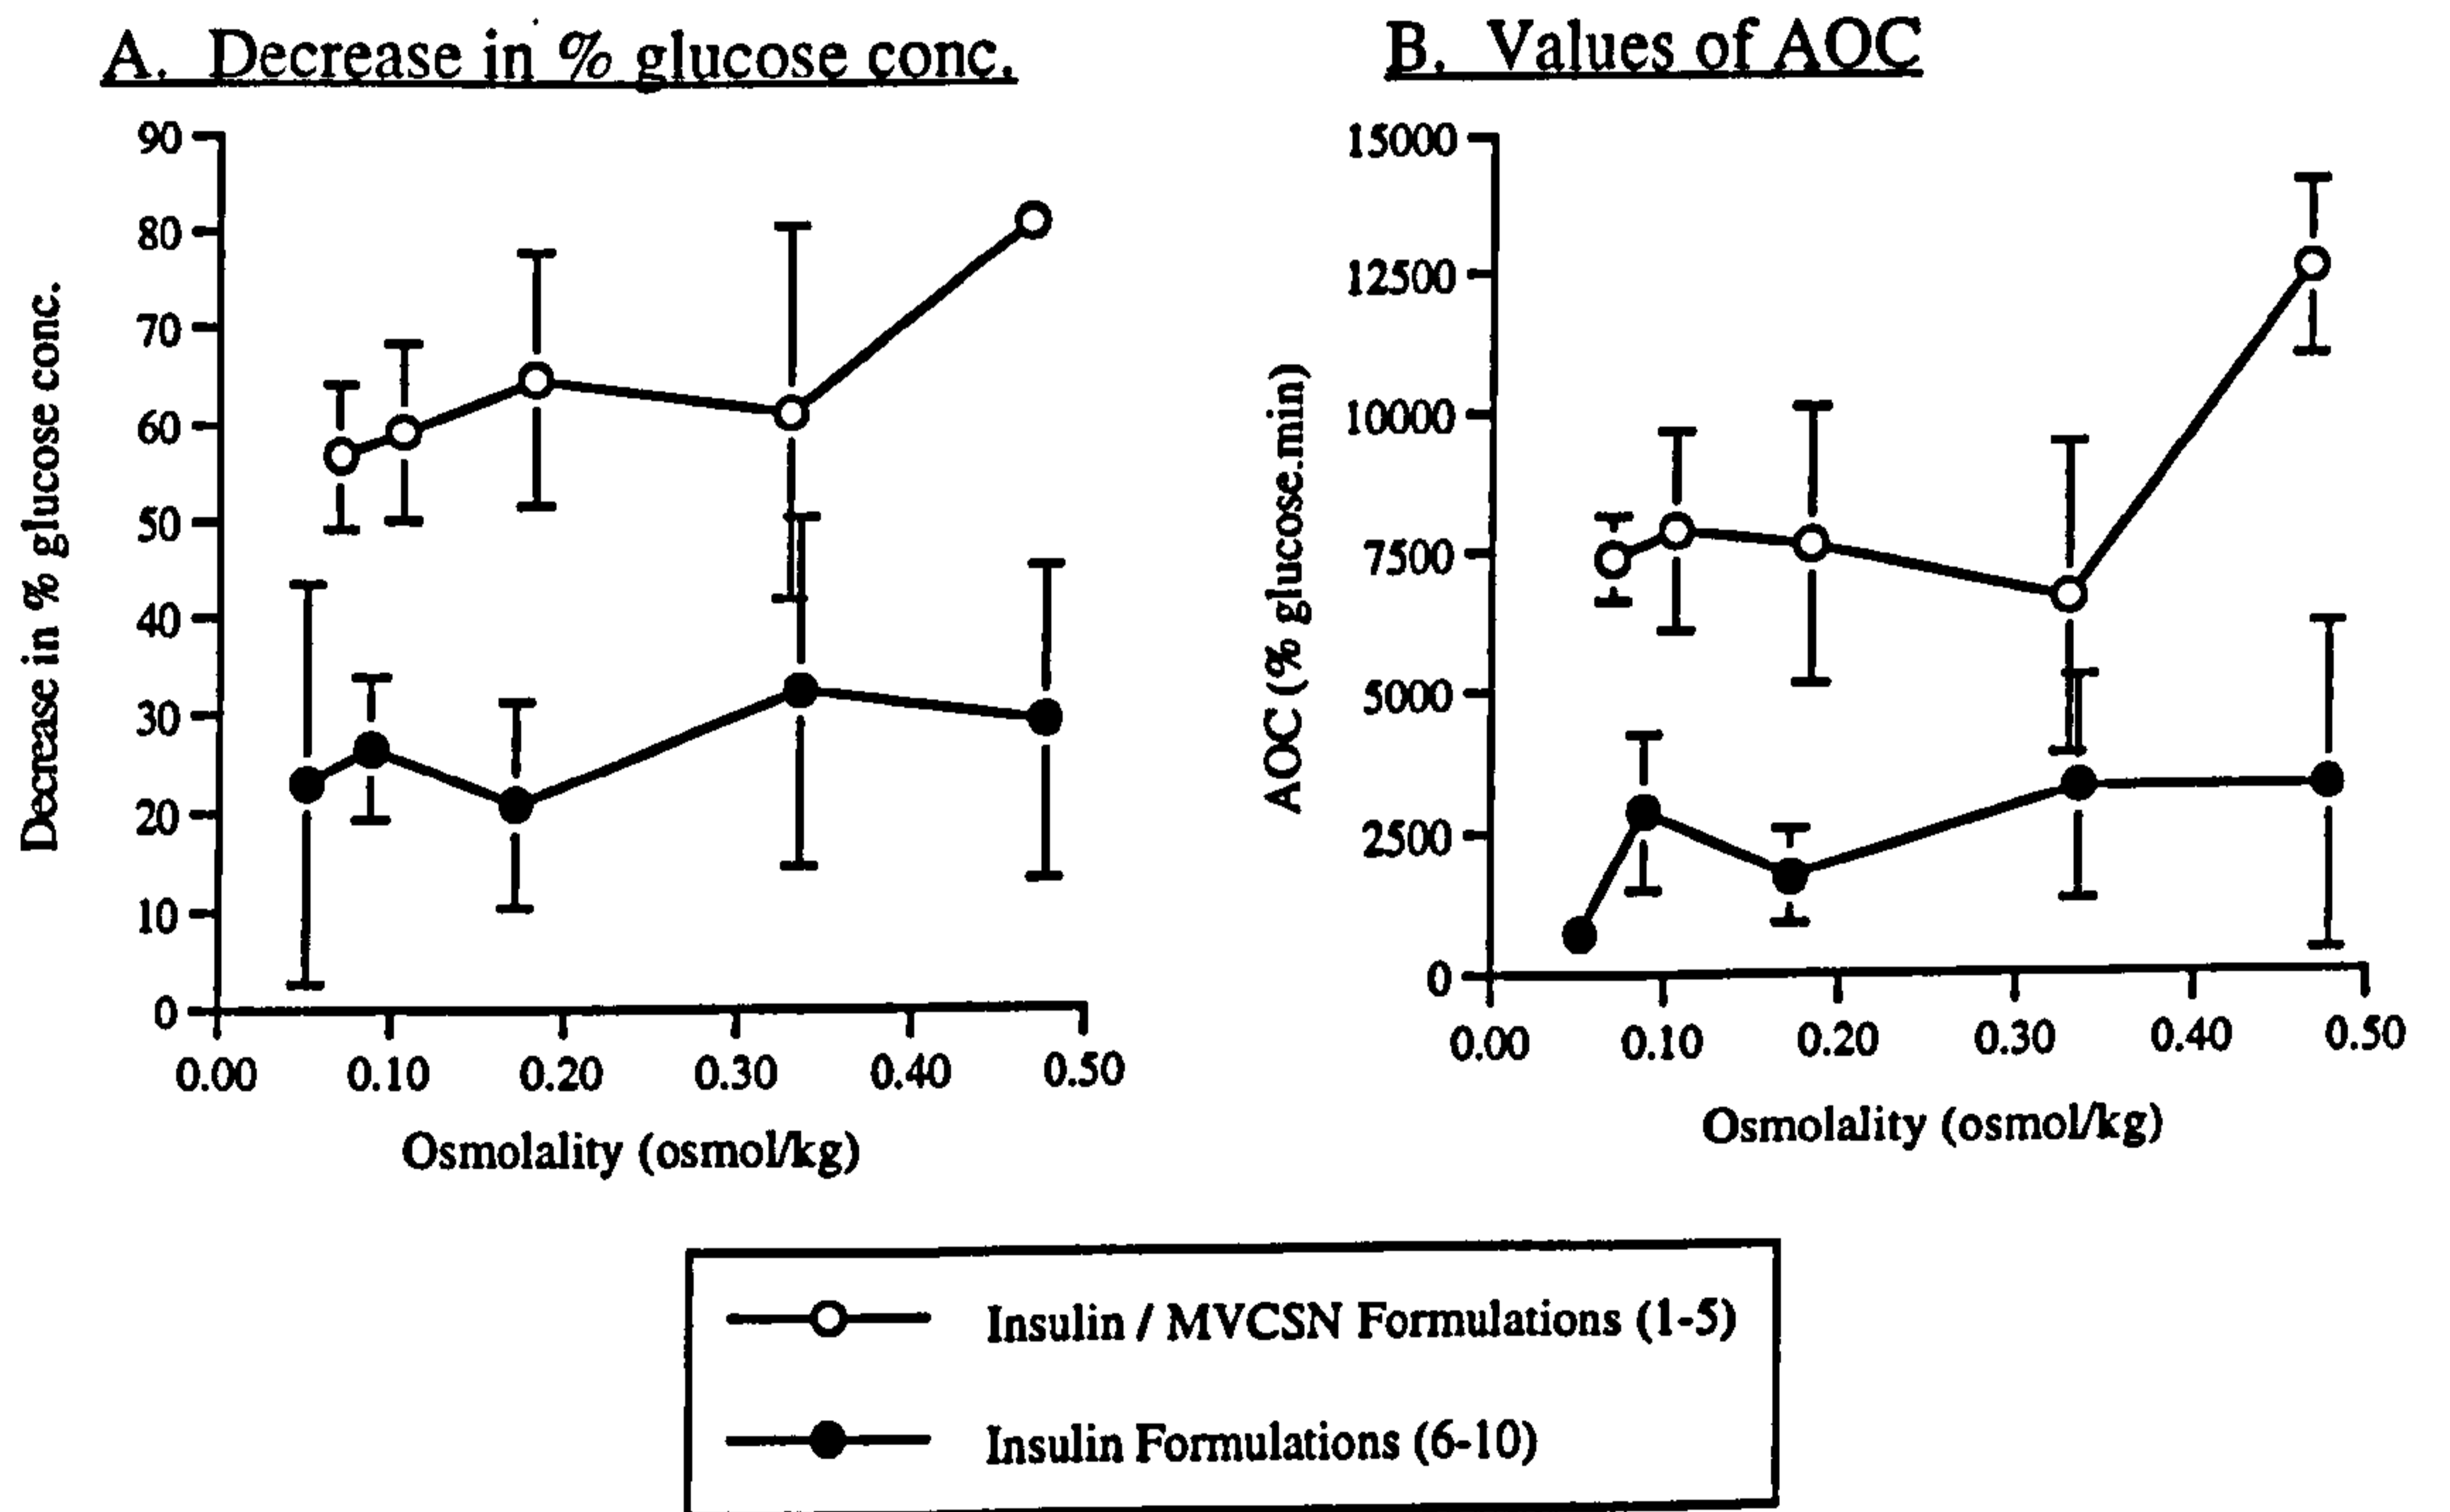 A. Decrease in % glucose conc.
Decrease in % glucose conc.
90
80
70
60
50
40
30
20
10
0
0.00 0.10 0.20 0.30 0.40 0.50
Osmolality (osmol/kg)
B. Values of AOC
AOC (% glucose.min)
15000
12500
10000
7500
5000
2500
0
0.00 0.10 0.20 0.30 0.40 0.50
Osmolality (osmol/kg)
Insulin / MVCSN Formulations (1-5)
Insulin Formulations (6-10)